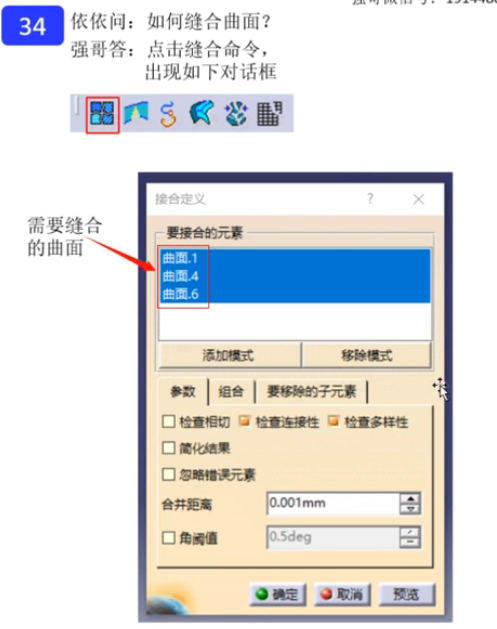 34
依依问：如何缝合曲面？
强哥答：点击缝合命令，
出现如下对话框
接合定义 ? ×
需要缝合
的曲面
要接合的元素
曲面.1
曲面.4
曲面.6
添加模式 移除模式
参数 组合 要移除的子元素
检查相切 检查连接性 检查多样性
简化结果
忽略错误元素
合并距离 0.001mm
角阈值 0.5deg
确定 取消 预览